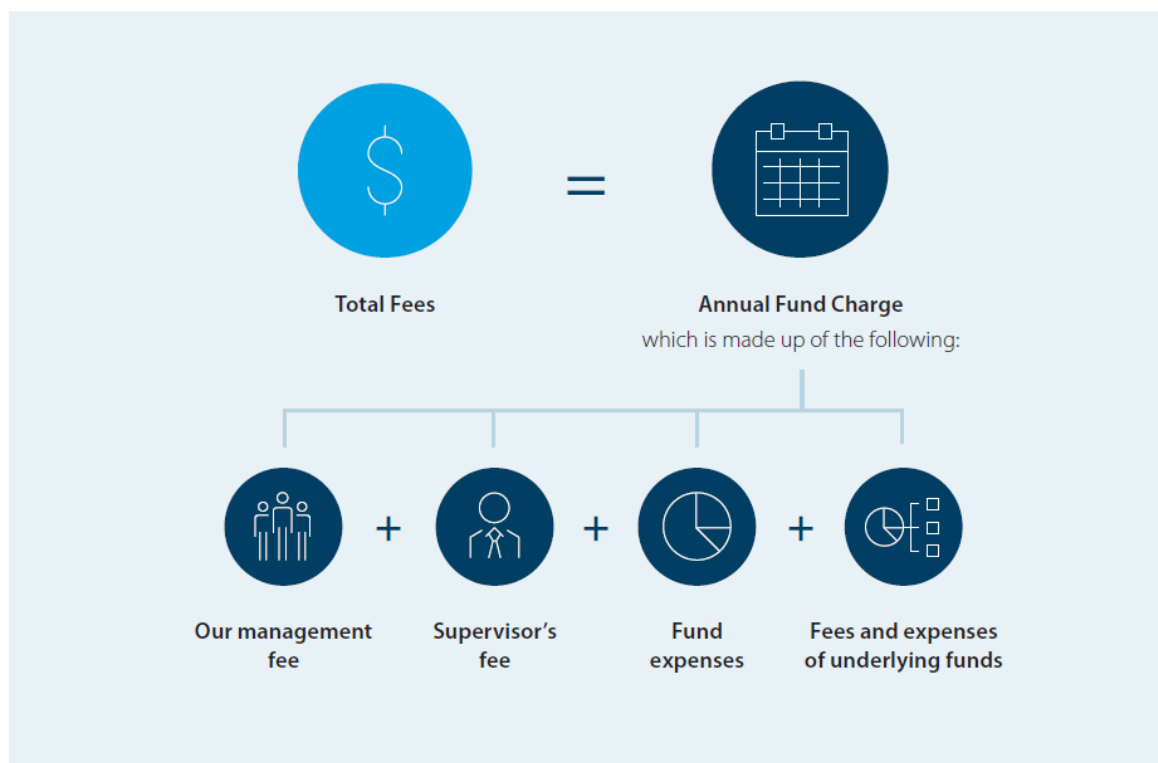 $
=
Total Fees
Annual Fund Charge
which is made up of the following:
+
+
+
Our management
fee
Supervisor’s
fee
Fund
expenses
Fees and expenses
of underlying funds